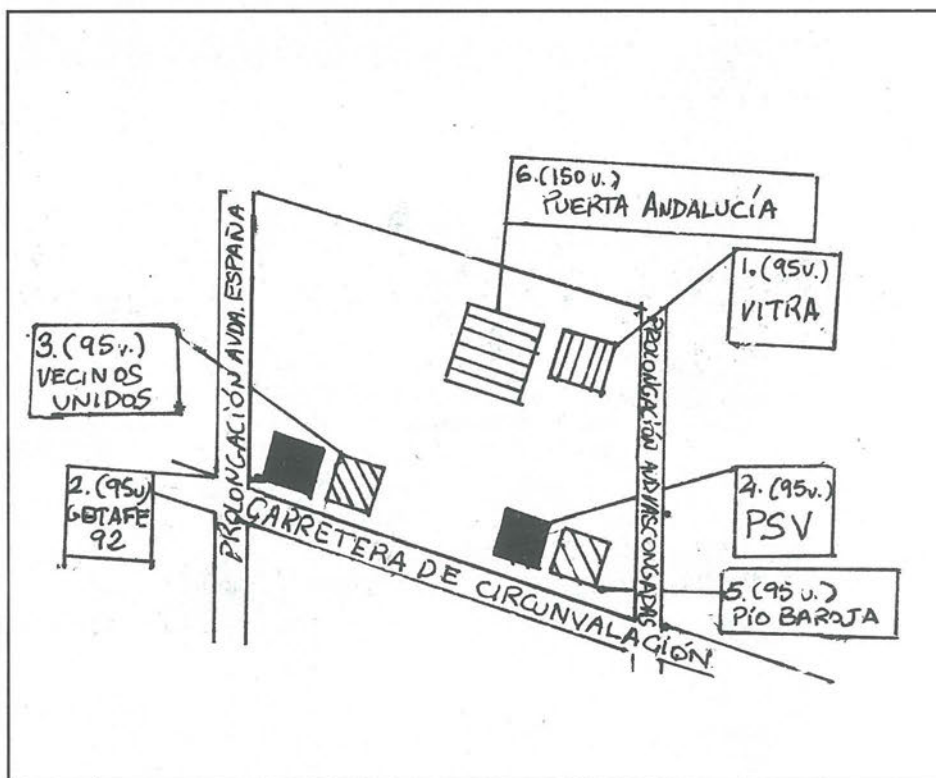 6. (150 v.)
PUERTA ANDALUCÍA
1. (95v.)
VITRA
3. (95v.)
VECINOS
UNIDOS
2. (95v)
GETAFE
92
4. (95v.)
PSV
5. (95 v.)
PÍO BAROJA
PROLONGACIÓN AVDA. ESPAÑA
PROLONGACIÓN AVD. VASCONGADAS
CARRETERA DE CIRCUNVALACIÓN